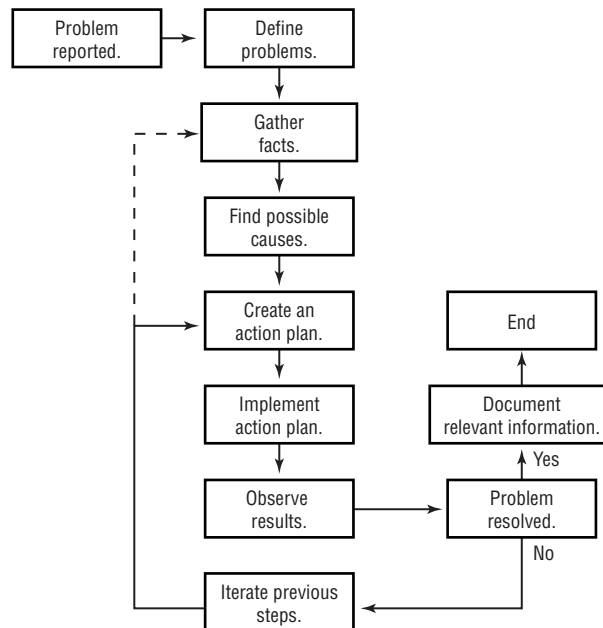 Problem
reported.
Define
problems.
Gather
facts.
Find possible
causes.
Create an
action plan.
End
Implement
action plan.
Document
relevant information.
Yes
Observe
results.
Problem
resolved.
No
Iterate previous
steps.